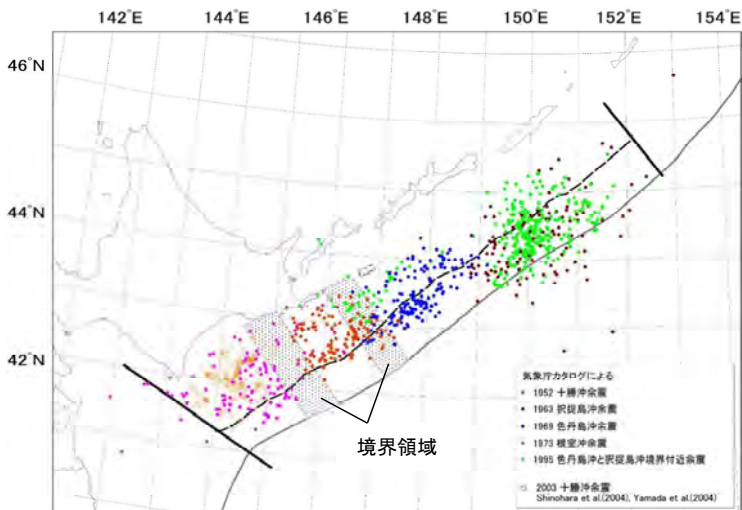 142°E 144°E 146°E 148°E 150°E 152°E 154°E
46°N
44°N
42°N
境界領域
気象庁カタログによる
1952 十勝沖余震
1963 択捉島沖余震
1969 色丹島沖余震
1973 根室沖余震
1995 色丹島沖と択捉島沖境界付近余震
2003 十勝沖余震
Shinohara et al.(2004), Yamada et al.(2004)